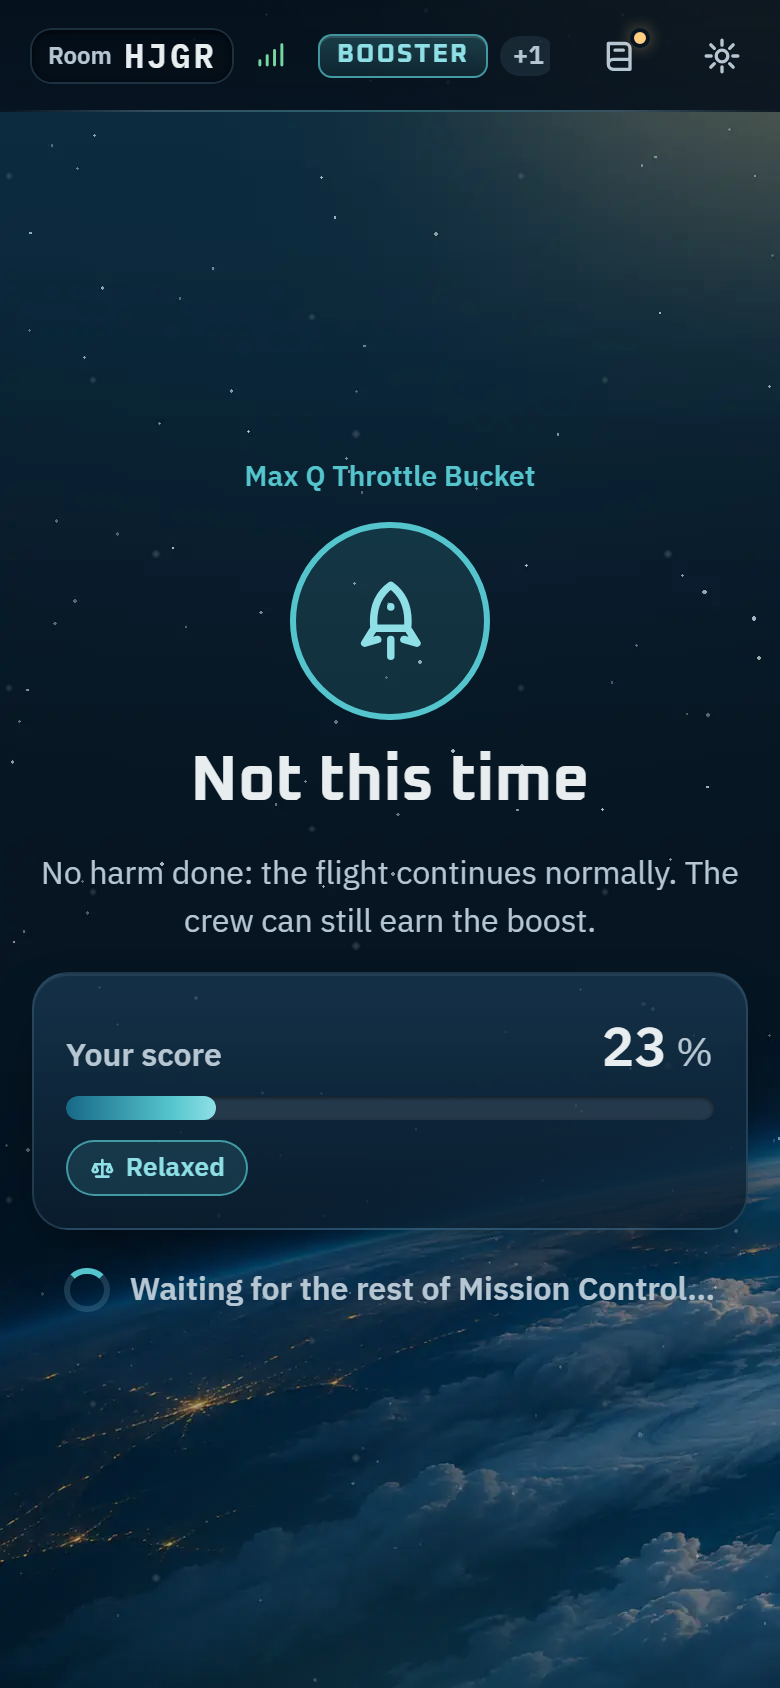 Room HJGR BOOSTER +1
Max Q Throttle Bucket
Not this time
No harm done: the flight continues normally. The
crew can still earn the boost.
Your score 23 %
Relaxed
Waiting for the rest of Mission Control...